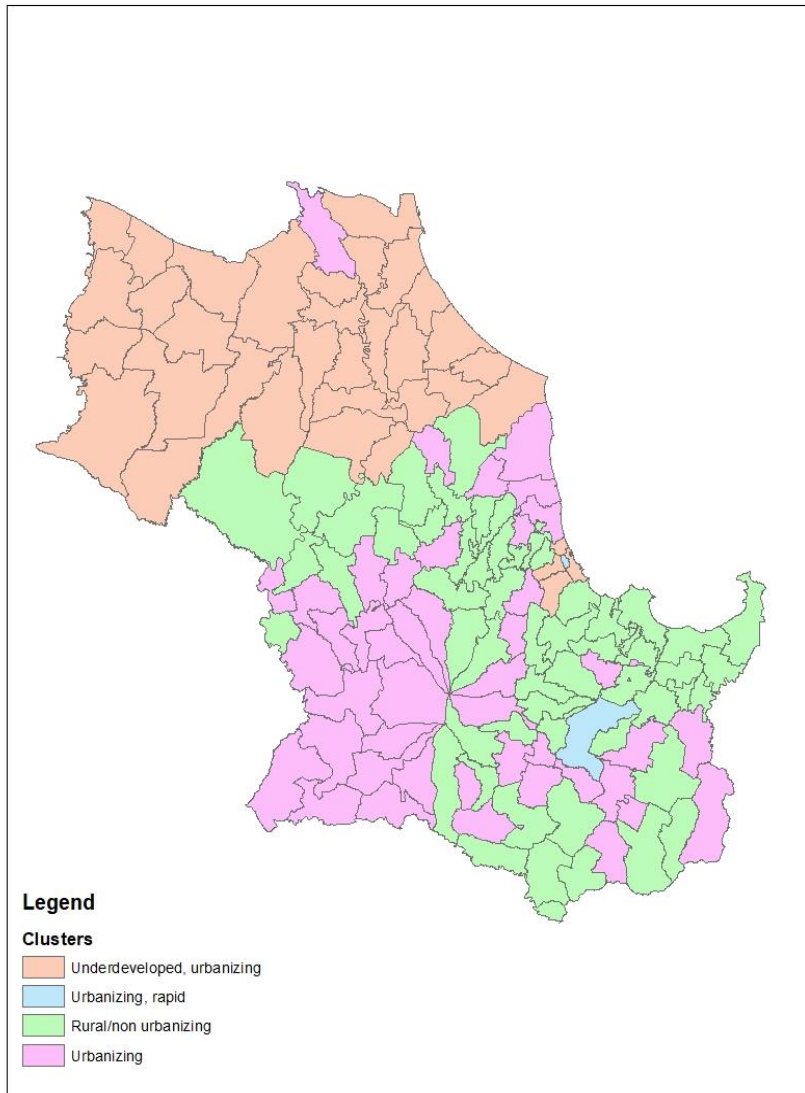 Legend
Clusters
Underdeveloped, urbanizing
Urbanizing, rapid
Rural/non urbanizing
Urbanizing